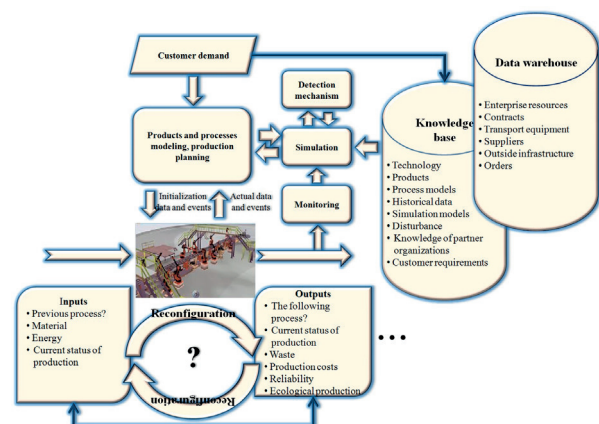 Customer demand
Data warehouse
• Enterprise resources
• Contracts
• Transport equipment
• Suppliers
• Outside infrastructure
• Orders
Detection
mechanism
Knowledge
base
• Technology
• Products
• Process models
• Historical data
• Simulation models
• Disturbance
• Knowledge of partner
organizations
• Customer requirements
Products and processes
modeling, production
planning
Simulation
Monitoring
Initialization
data and events
Actual data
and events
Inputs
• Previous process?
• Material
• Energy
• Current status of
production
Reconfiguration
?
Reconfiguration
Outputs
• The following
process?
• Current status of
production
• Waste
• Production costs
• Reliability
• Ecological production
• • •